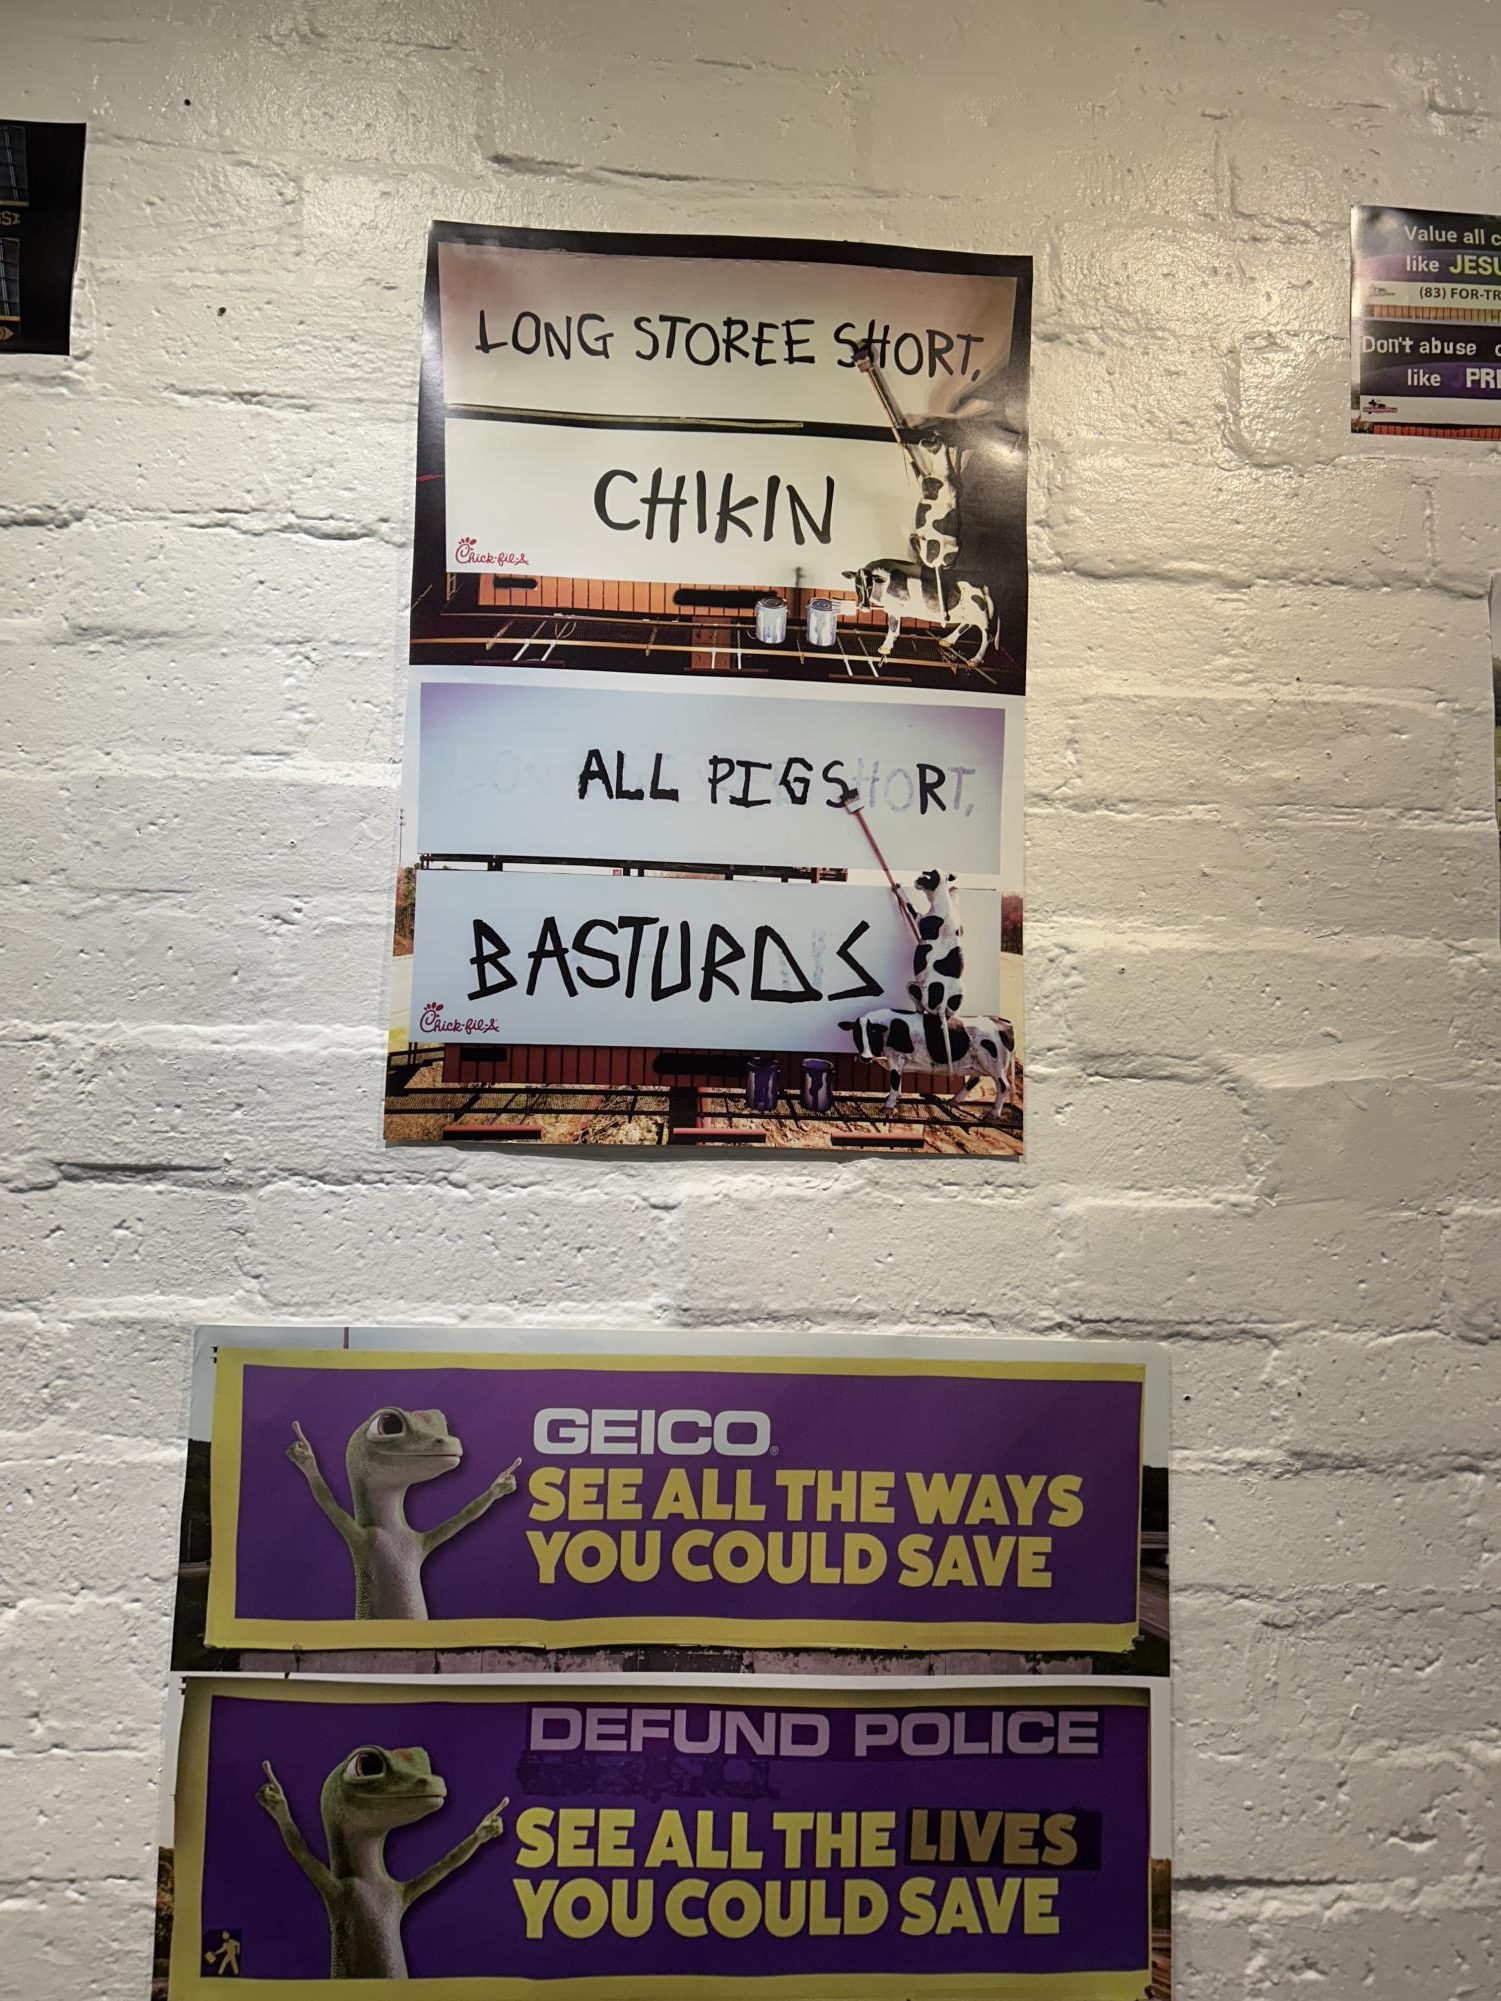 LONG STOREE SHORT,
CHIKIN
Chick-fil-A
ALL PIGS HORT,
BASTURDS
Chick-fil-A
GEICO®
SEE ALL THE WAYS
YOU COULD SAVE
DEFUND POLICE
SEE ALL THE LIVES
YOU COULD SAVE
Value all
like JESU
(83) FOR-TR
Don't abuse
like PRI